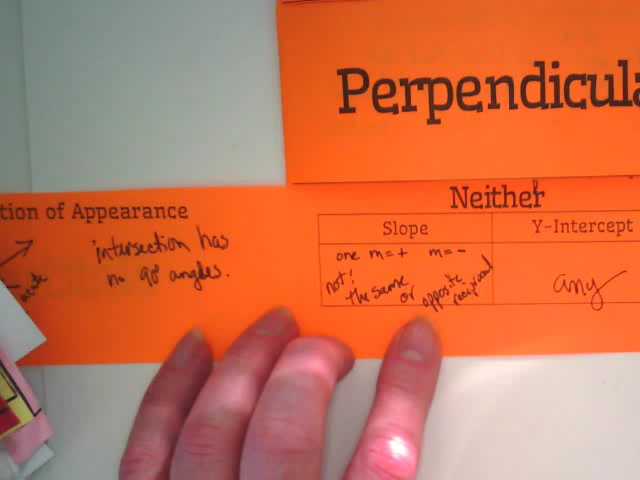 Perpendicula
Neither
tion of Appearance
Slope
Y-Intercept
intersection has
no 90° angles.
acute
one m=+ m=-
not!
the same
or opposite
reciprocal
any